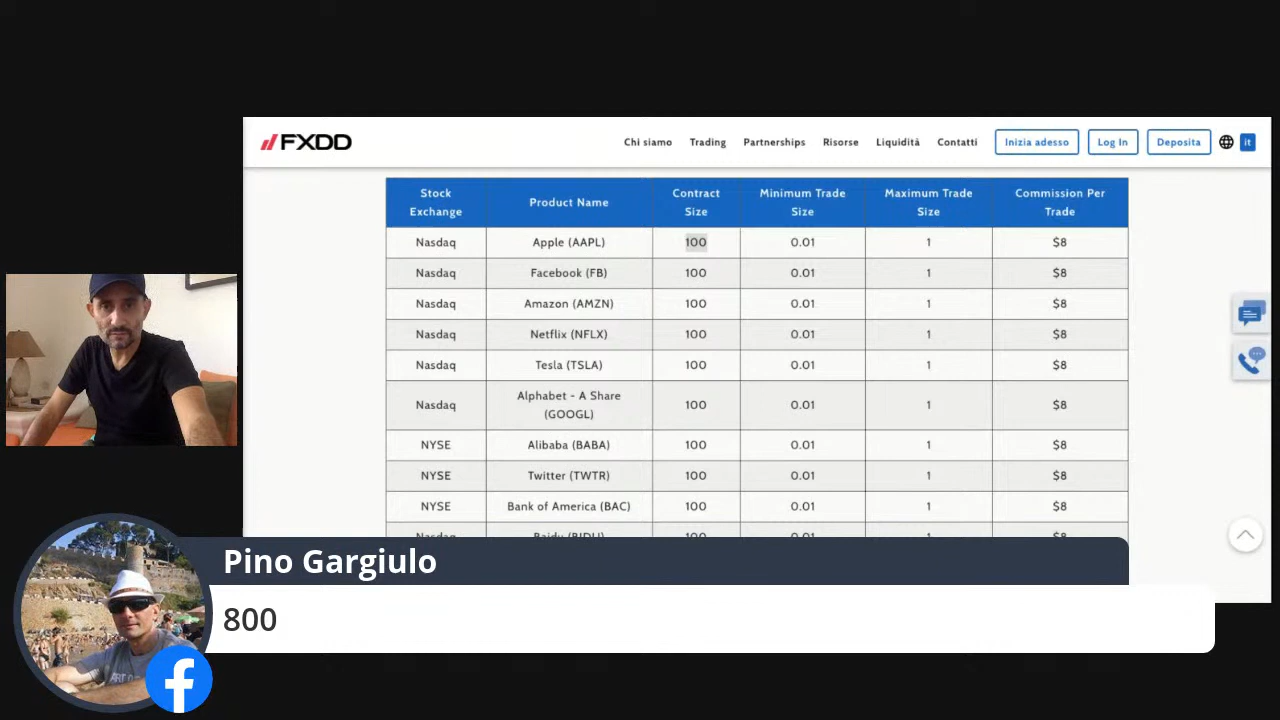 FXDD
Chi siamo Trading Partnerships Risorse Liquidità Contatti Inizia adesso Log In Deposita it
Stock Exchange Product Name Contract Size Minimum Trade Size Maximum Trade Size Commission Per Trade
Nasdaq Apple (AAPL) 100 0.01 1 $8
Nasdaq Facebook (FB) 100 0.01 1 $8
Nasdaq Amazon (AMZN) 100 0.01 1 $8
Nasdaq Netflix (NFLX) 100 0.01 1 $8
Nasdaq Tesla (TSLA) 100 0.01 1 $8
Nasdaq Alphabet - A Share (GOOGL) 100 0.01 1 $8
NYSE Alibaba (BABA) 100 0.01 1 $8
NYSE Twitter (TWTR) 100 0.01 1 $8
NYSE Bank of America (BAC) 100 0.01 1 $8
Pino Gargiulo
800